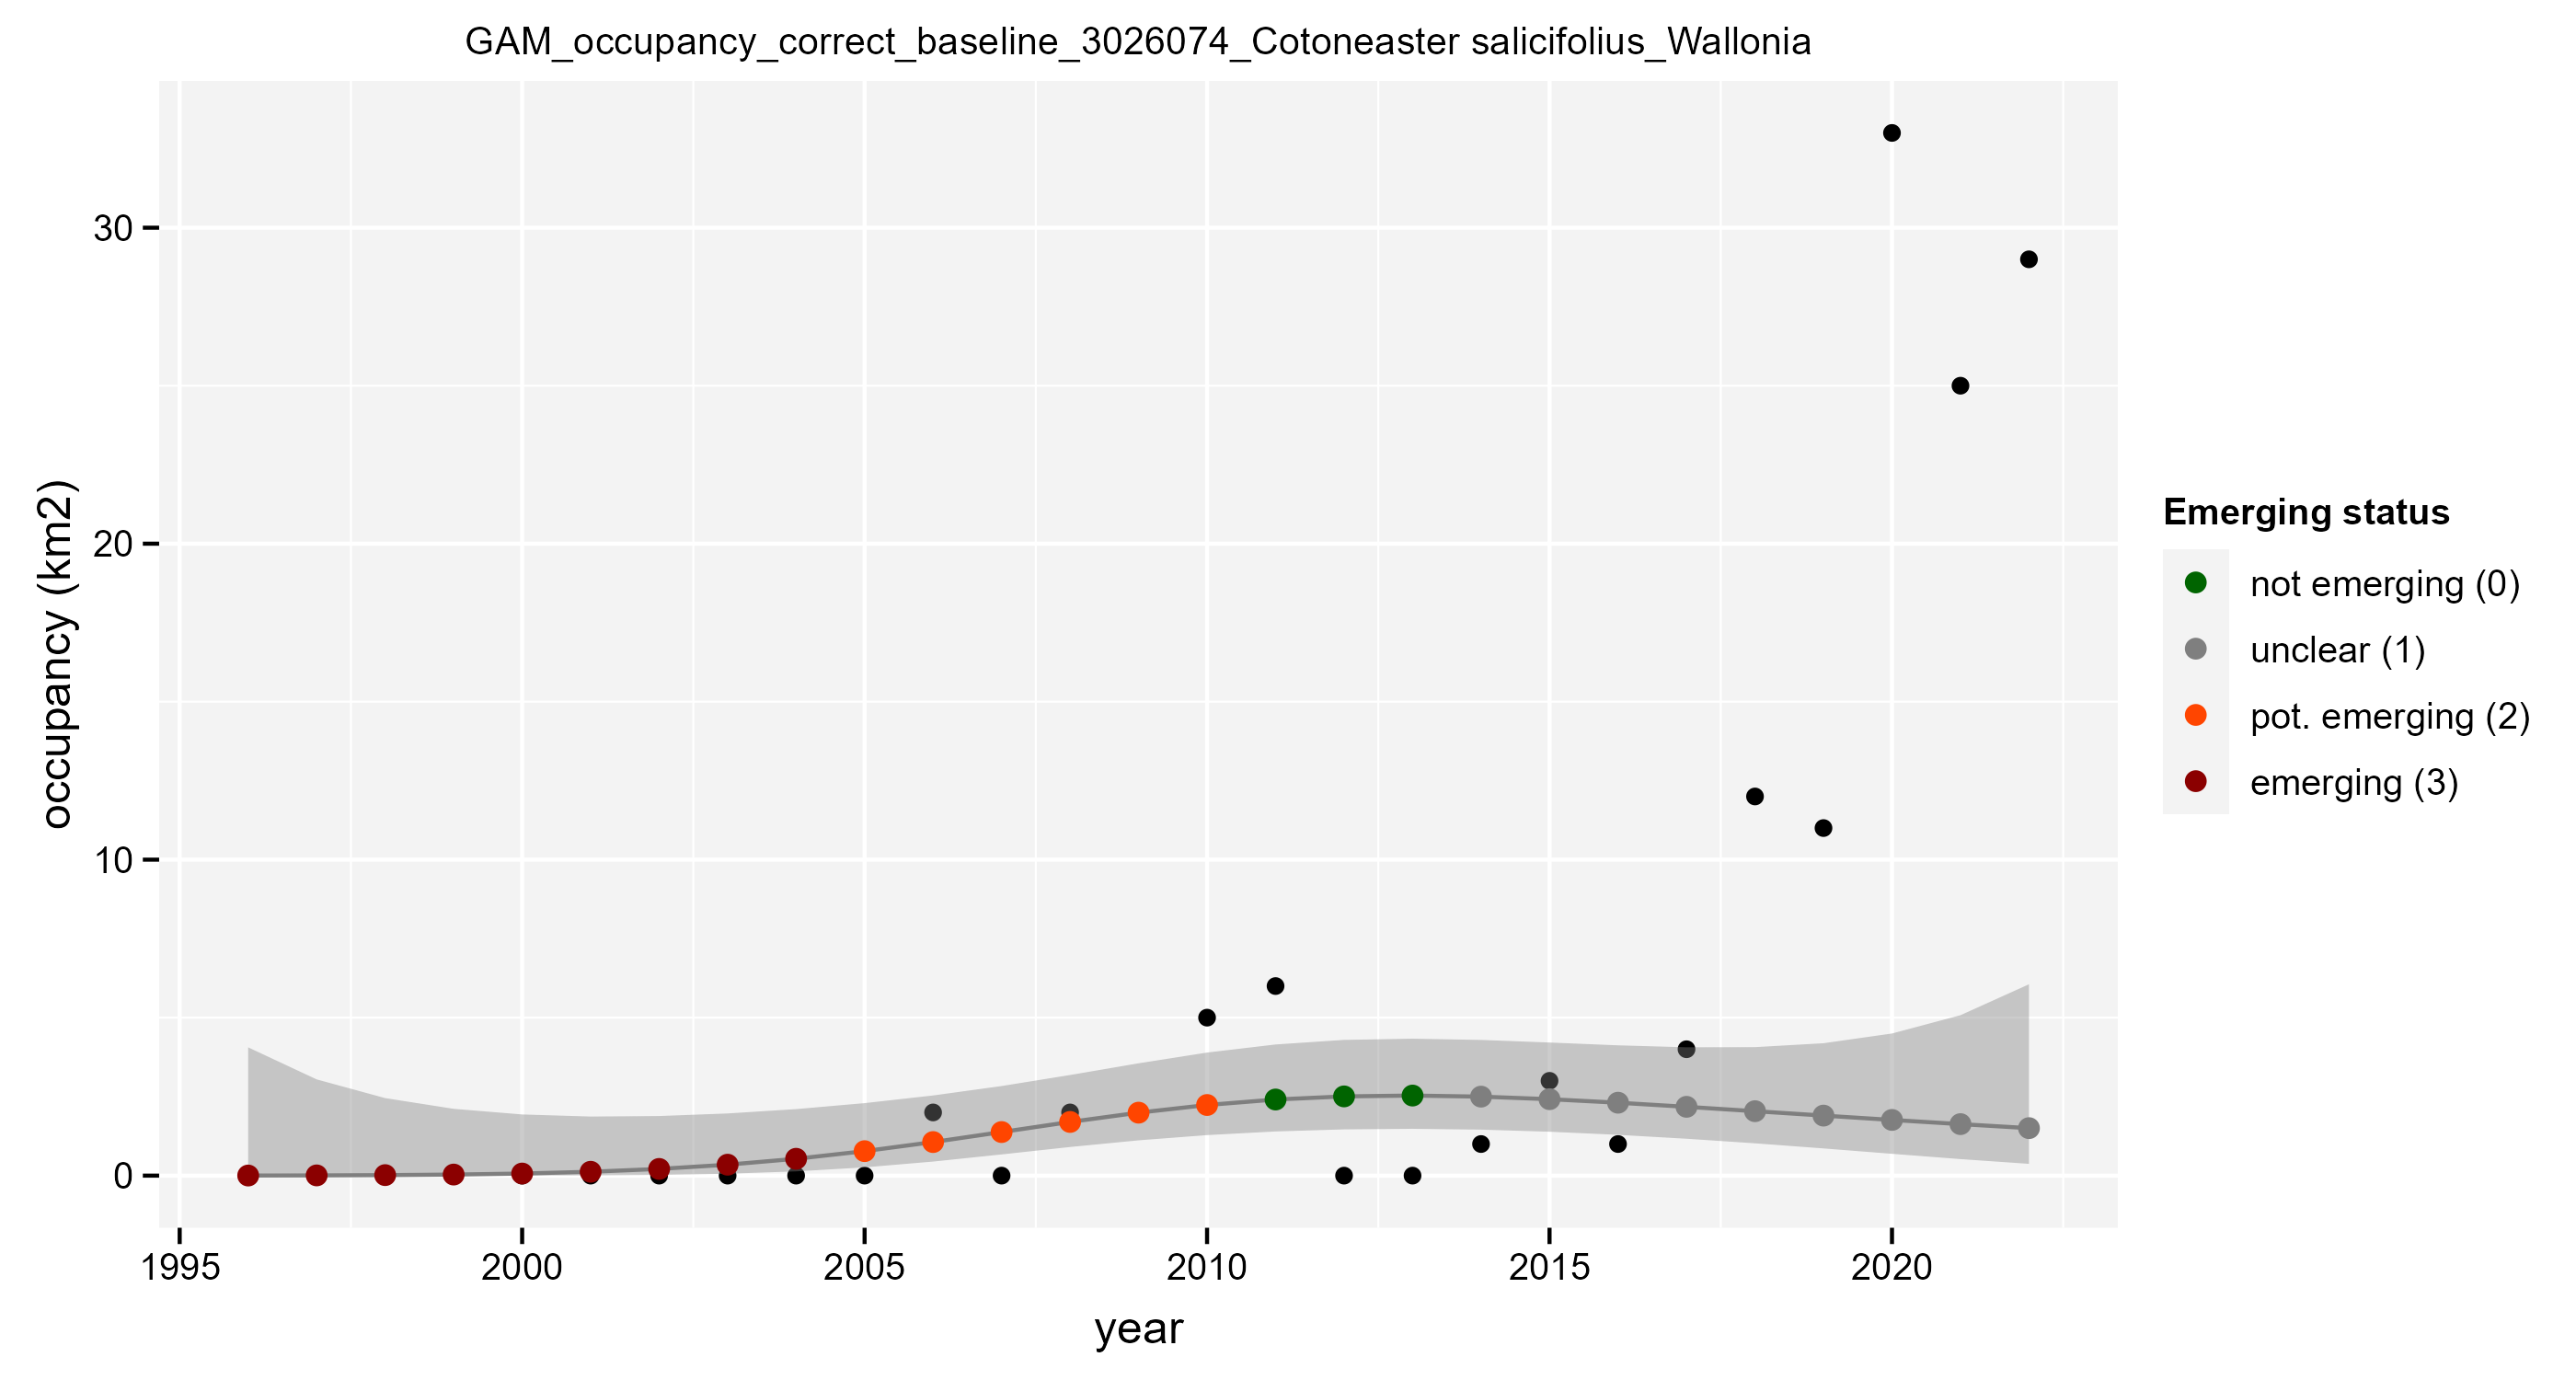 GAM_occupancy_correct_baseline_3026074_Cotoneaster salicifolius_Wallonia
occupancy (km2)
30
20
10
0
1995
2000
2005
2010
2015
2020
year
Emerging status
not emerging (0)
unclear (1)
pot. emerging (2)
emerging (3)